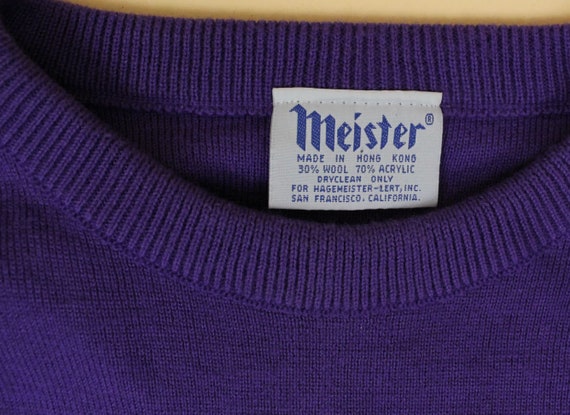 Meister®
MADE IN HONG KONG
30% WOOL 70% ACRYLIC
DRYCLEAN ONLY
FOR HAGEMEISTER-LERT, INC.
SAN FRANCISCO, CALIFORNIA.